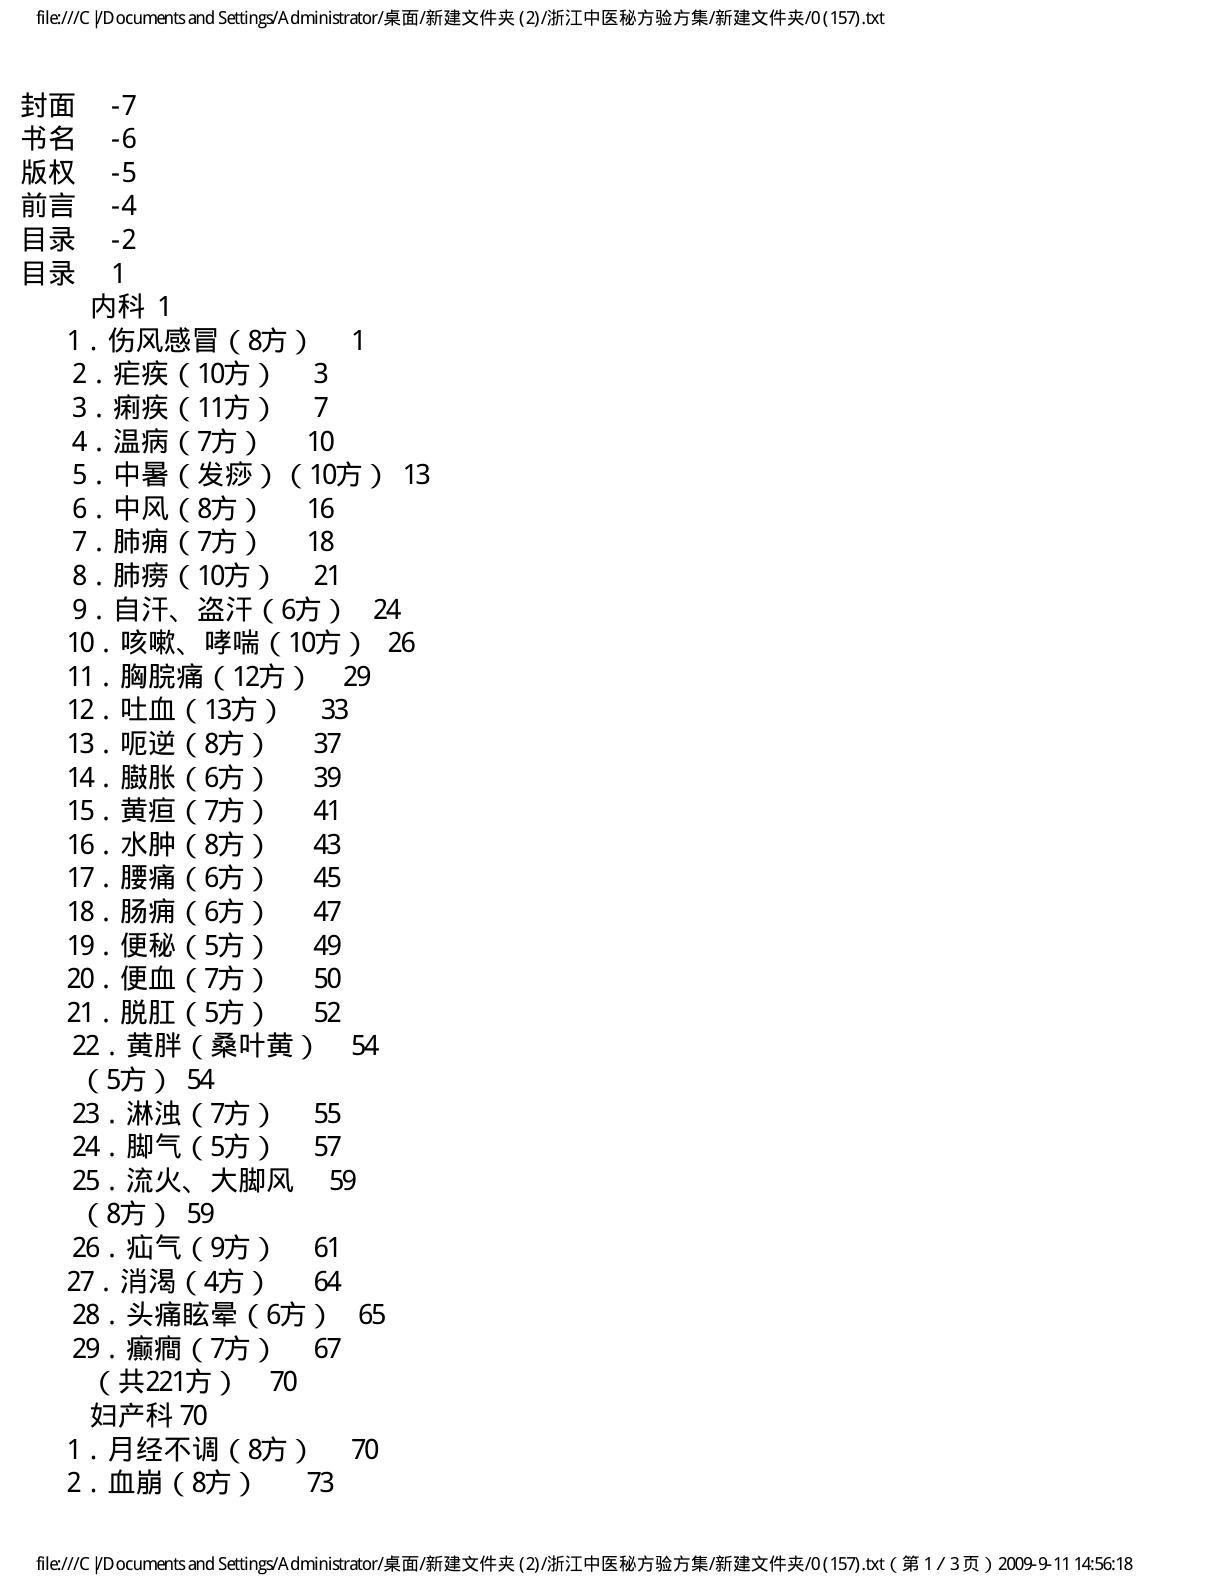 file:///C|/Documents and Settings/Administrator/桌面/新建文件夹 (2)/浙江中医秘方验方集/新建文件夹/0 (157).txt
封面 -7
书名 -6
版权 -5
前言 -4
目录 -2
目录 1
内科 1
1．伤风感冒（8方） 1
2．疟疾（10方） 3
3．痢疾（11方） 7
4．温病（7方） 10
5．中暑（发痧）（10方） 13
6．中风（8方） 16
7．肺痈（7方） 18
8．肺痨（10方） 21
9．自汗、盗汗（6方） 24
10．咳嗽、哮喘（10方） 26
11．胸脘痛（12方） 29
12．吐血（13方） 33
13．呃逆（8方） 37
14．臌胀（6方） 39
15．黄疸（7方） 41
16．水肿（8方） 43
17．腰痛（6方） 45
18．肠痈（6方） 47
19．便秘（5方） 49
20．便血（7方） 50
21．脱肛（5方） 52
22．黄胖（桑叶黄） 54
（5方） 54
23．淋浊（7方） 55
24．脚气（5方） 57
25．流火、大脚风 59
（8方） 59
26．疝气（9方） 61
27．消渴（4方） 64
28．头痛眩晕（6方） 65
29．癫癎（7方） 67
（共221方） 70
妇产科 70
1．月经不调（8方） 70
2．血崩（8方） 73
file:///C|/Documents and Settings/Administrator/桌面/新建文件夹 (2)/浙江中医秘方验方集/新建文件夹/0 (157).txt（第 1／3 页）2009-9-11 14:56:18